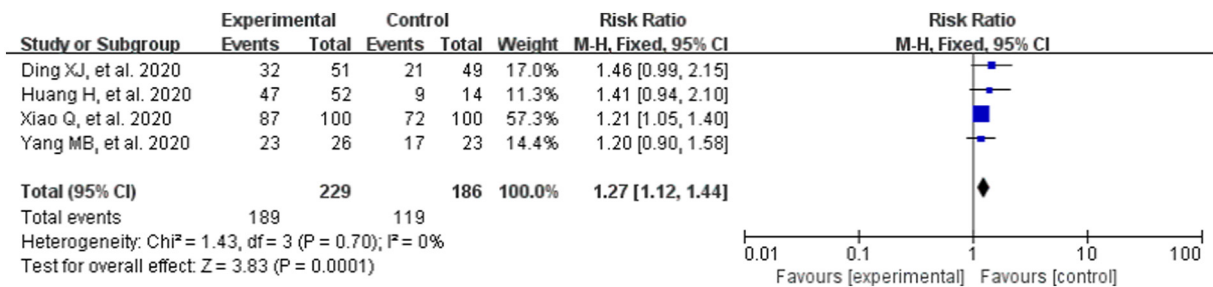 Experimental Control Risk Ratio Risk Ratio
Study or Subgroup Events Total Events Total Weight M-H, Fixed, 95% CI M-H, Fixed, 95% CI
Ding XJ, et al. 2020 32 51 21 49 17.0% 1.46 [0.99, 2.15]
Huang H, et al. 2020 47 52 9 14 11.3% 1.41 [0.94, 2.10]
Xiao Q, et al. 2020 87 100 72 100 57.3% 1.21 [1.05, 1.40]
Yang MB, et al. 2020 23 26 17 23 14.4% 1.20 [0.90, 1.58]
Total (95% CI) 229 186 100.0% 1.27 [1.12, 1.44]
Total events 189 119
Heterogeneity: Chi² = 1.43, df = 3 (P = 0.70); I² = 0%
Test for overall effect: Z = 3.83 (P = 0.0001)
0.01 0.1 1 10 100
Favours [experimental] Favours [control]